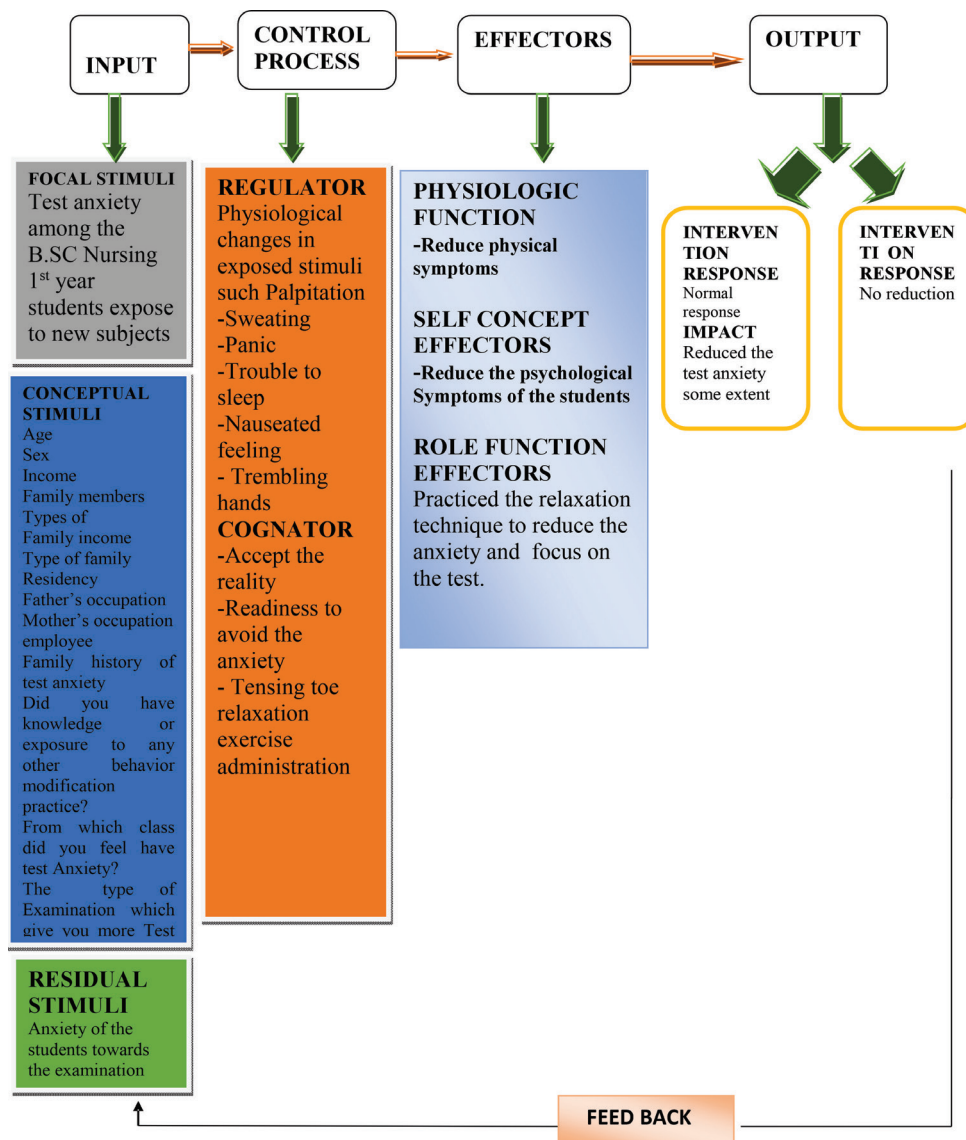 INPUT
CONTROL
PROCESS
EFFECTORS
OUTPUT
FOCAL STIMULI
Test anxiety
among the
B.SC Nursing
1st year
students expose
to new subjects
CONCEPTUAL
STIMULI
Age
Sex
Income
Family members
Types of
Family income
Type of family
Residency
Father's occupation
Mother's occupation
employee
Family history of
test anxiety
Did you have
knowledge or
exposure to any
other behavior
modification
practice?
From which class
did you feel have
test Anxiety?
The type of
Examination which
give you more Test
RESIDUAL
STIMULI
Anxiety of the
students towards
the examination
REGULATOR
Physiological
changes in
exposed stimuli
such Palpitation
-Sweating
-Panic
-Trouble to
sleep
-Nauseated
feeling
- Trembling
hands
COGNATOR
-Accept the
reality
-Readiness to
avoid the
anxiety
- Tensing toe
relaxation
exercise
administration
PHYSIOLOGIC
FUNCTION
-Reduce physical
symptoms
SELF CONCEPT
EFFECTORS
-Reduce the psychological
Symptoms of the students
ROLE FUNCTION
EFFECTORS
Practiced the relaxation
technique to reduce the
anxiety and focus on
the test.
INTERVEN
TION
RESPONSE
Normal
response
IMPACT
Reduced the
test anxiety
some extent
INTERVEN
TI ON
RESPONSE
No reduction
FEED BACK